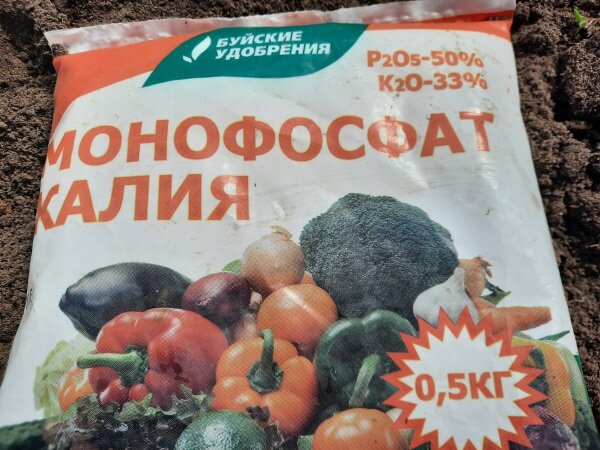 БУЙСКИЕ
УДОБРЕНИЯ
P2O5-50%
K2O-33%
МОНОФОСФАТ
КАЛИЯ
0,5КГ